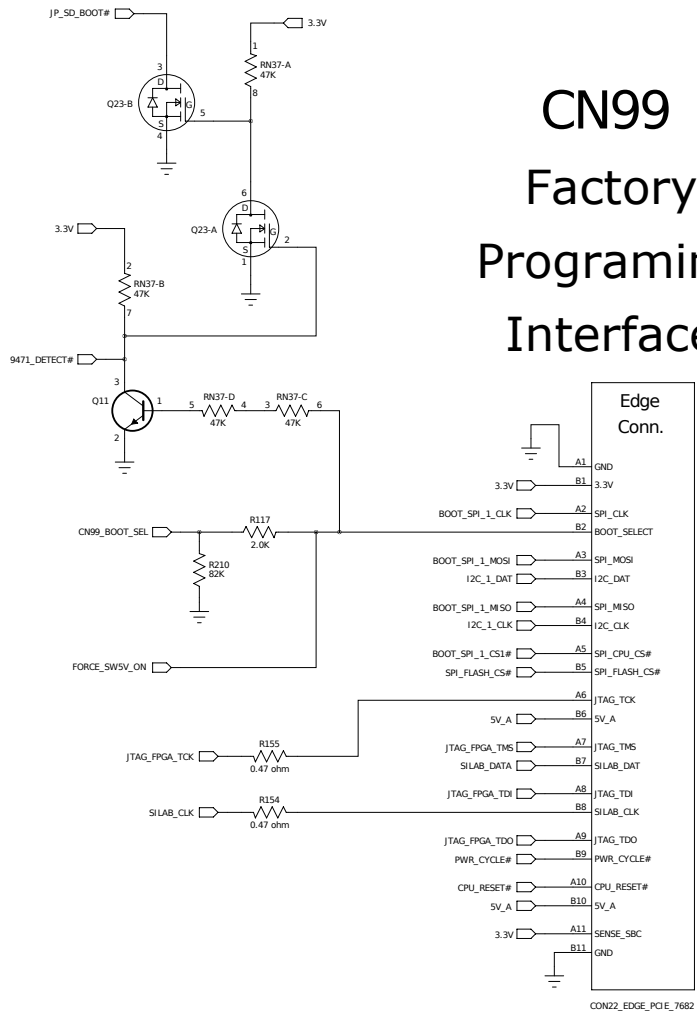 JP_SD_BOOT#
3.3V
1
RN37-A
47K
8
3
D
Q23-B
G
5
S
4
CN99
Factory
Programin
Interface
6
D
Q23-A
G
2
S
1
3.3V
2
RN37-B
47K
7
9471_DETECT#
3
Q11
1
2
5
RN37-D
4
47K
3
RN37-C
6
47K
Edge
Conn.
A1
GND
3.3V
B1
3.3V
BOOT_SPI_1_CLK
A2
SPI_CLK
CN99_BOOT_SEL
R117
2.0K
B2
BOOT_SELECT
R210
82K
BOOT_SPI_1_MOSI
A3
SPI_MOSI
I2C_1_DAT
B3
I2C_DAT
BOOT_SPI_1_MISO
A4
SPI_MISO
I2C_1_CLK
B4
I2C_CLK
BOOT_SPI_1_CS1#
A5
SPI_CPU_CS#
FORCE_SW5V_ON
SPI_FLASH_CS#
B5
SPI_FLASH_CS#
A6
JTAG_TCK
5V_A
B6
5V_A
JTAG_FPGA_TCK
R155
0.47 ohm
JTAG_FPGA_TMS
A7
JTAG_TMS
SILAB_DATA
B7
SILAB_DAT
JTAG_FPGA_TDI
A8
JTAG_TDI
SILAB_CLK
R154
0.47 ohm
B8
SILAB_CLK
JTAG_FPGA_TDO
A9
JTAG_TDO
PWR_CYCLE#
B9
PWR_CYCLE#
CPU_RESET#
A10
CPU_RESET#
5V_A
B10
5V_A
3.3V
A11
SENSE_SBC
B11
GND
CON22_EDGE_PCIE_7682